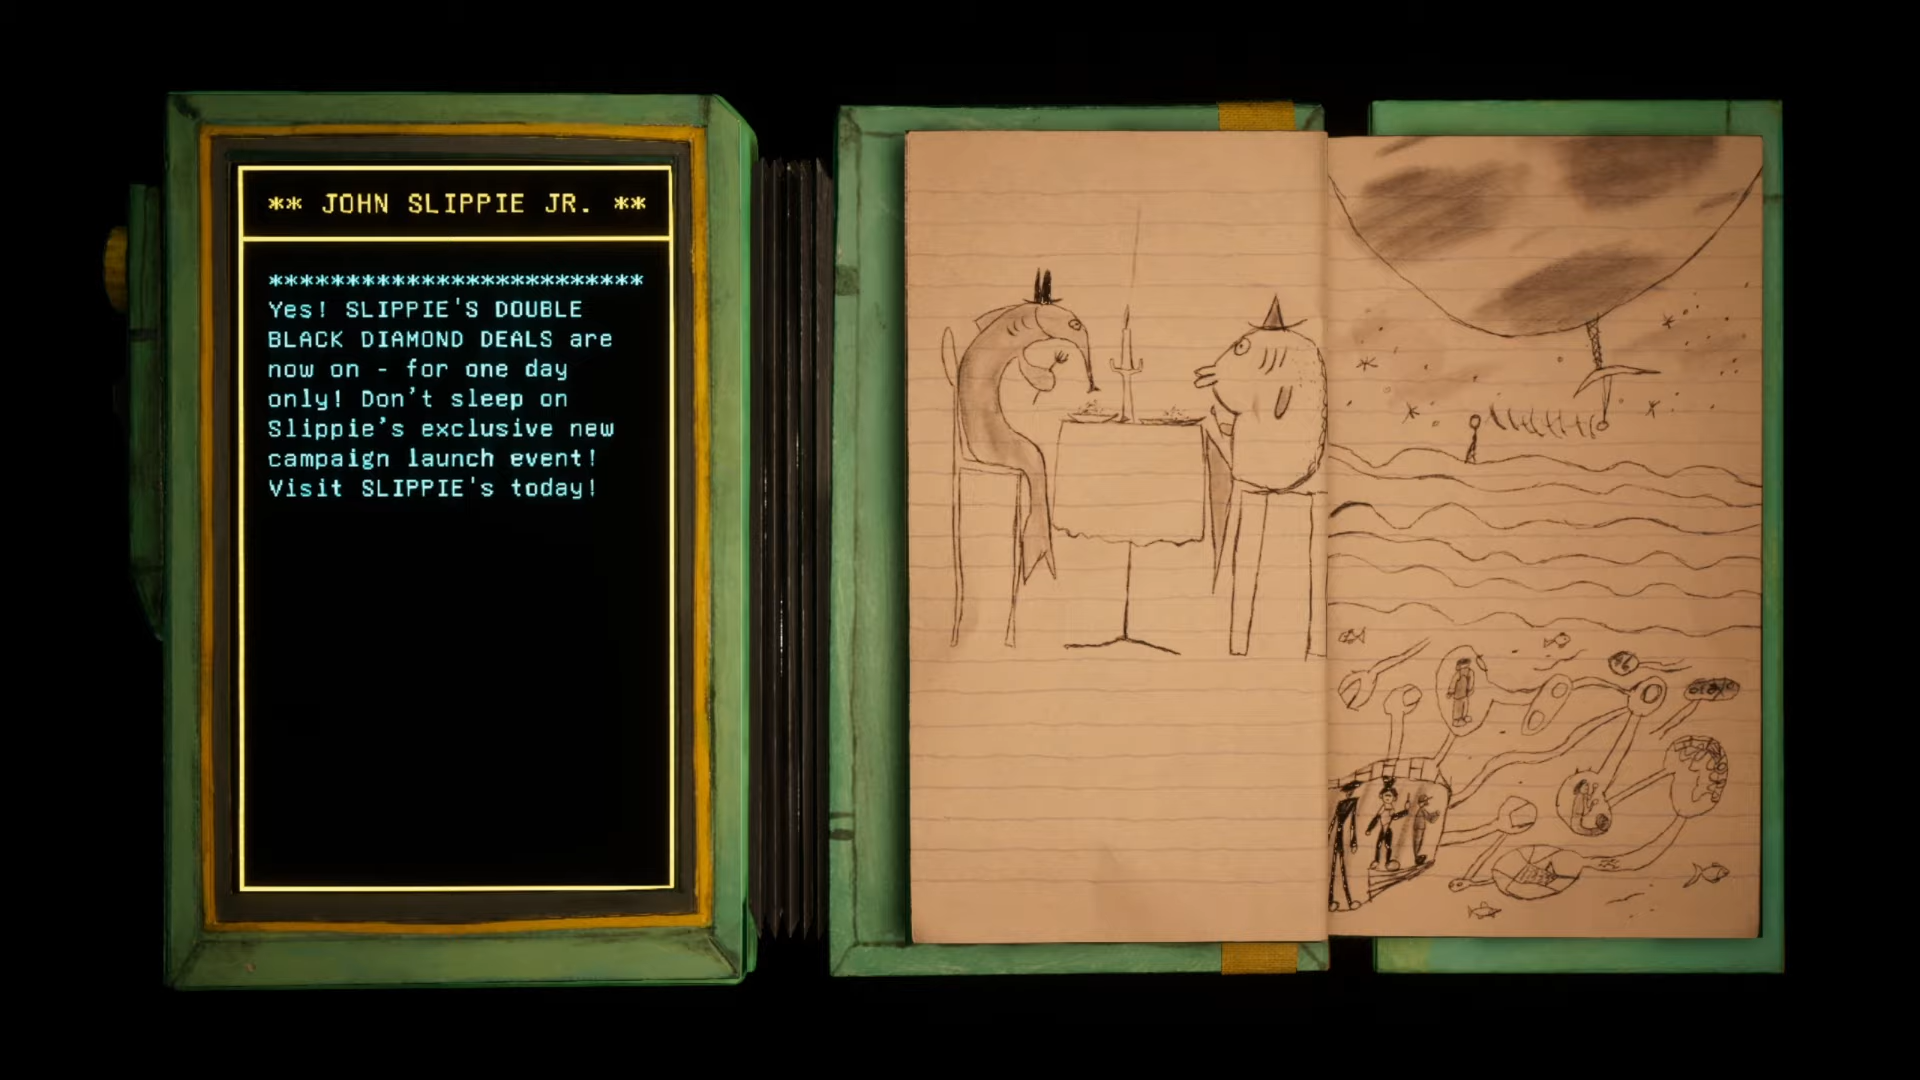 ** JOHN SLIPPIE JR. **
*************************
Yes! SLIPPIE'S DOUBLE
BLACK DIAMOND DEALS are
now on - for one day
only! Don't sleep on
Slippie's exclusive new
campaign launch event!
Visit SLIPPIE's today!